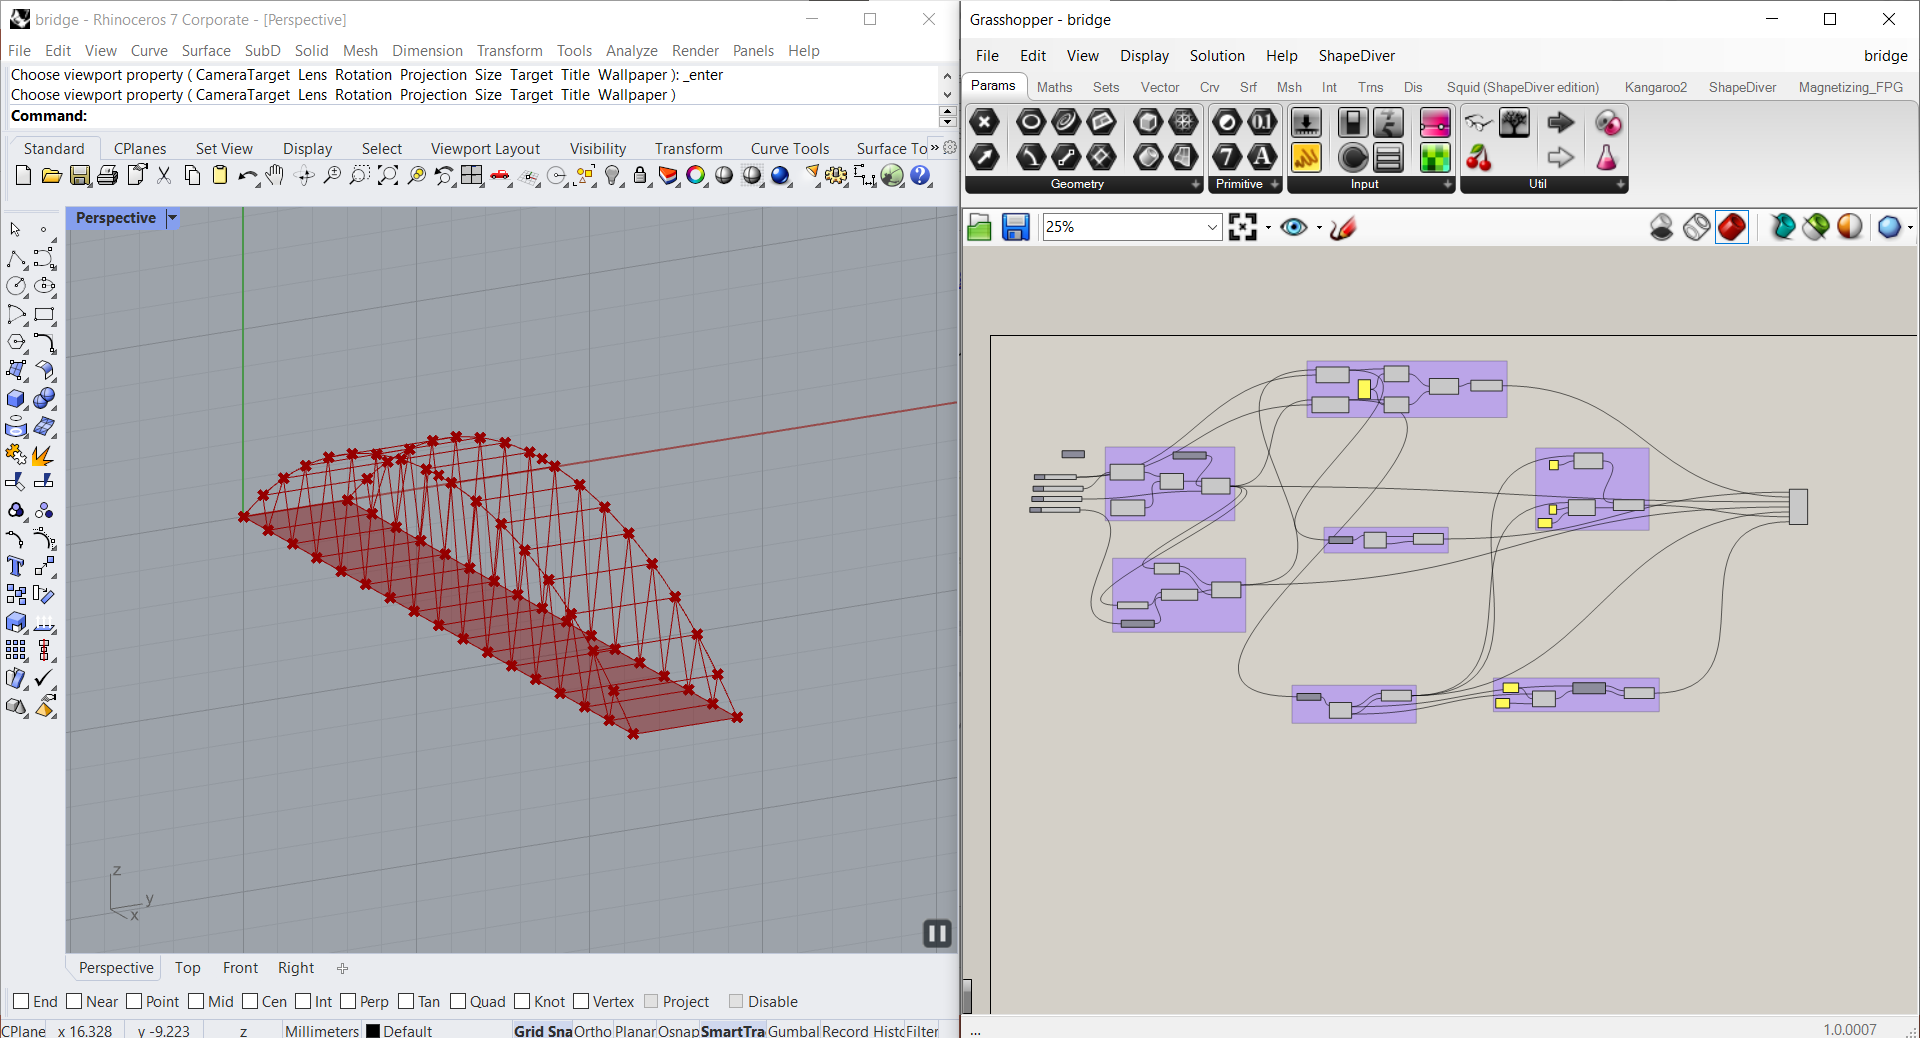 bridge - Rhinoceros 7 Corporate - [Perspective]
File Edit View Curve Surface SubD Solid Mesh Dimension Transform Tools Analyze Render Panels Help
Choose viewport property ( CameraTarget Lens Rotation Projection Size Target Title Wallpaper ): _enter
Choose viewport property ( CameraTarget Lens Rotation Projection Size Target Title Wallpaper )
Command:
Standard CPlanes Set View Display Select Viewport Layout Visibility Transform Curve Tools Surface To »
Perspective
z
y
x
Perspective Top Front Right
End Near Point Mid Cen Int Perp Tan Quad Knot Vertex Project Disable
CPlane x 16.328 y -9.223 z Millimeters Default Grid Sna Ortho Planar Osnap SmartTra Gumbal Record Histo Filter
Grasshopper - bridge
File Edit View Display Solution Help ShapeDiver bridge
Params Maths Sets Vector Crv Srf Msh Int Trns Dis Squid (ShapeDiver edition) Kangaroo2 ShapeDiver Magnetizing_FPG
0.1
7 A
Geometry Primitive Input Util
25%
...
1.0.0007